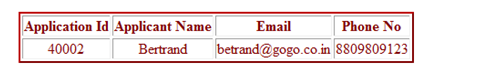 Application Id Applicant Name Email Phone No
40002 Bertrand betrand@gogo.co.in 8809809123